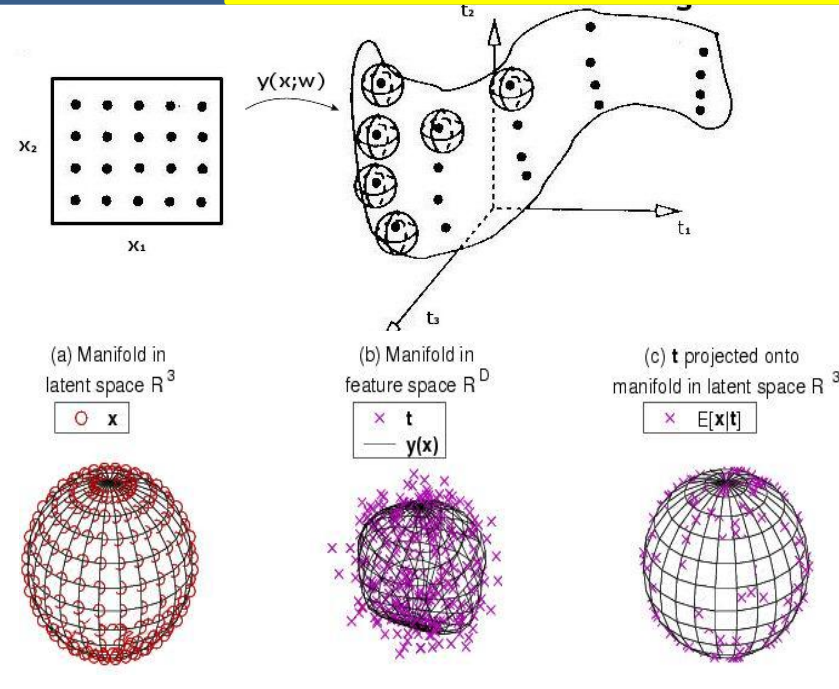 t₂
y(x;w)
x₂
x₁
t₁
t₃
(a) Manifold in
latent space R³
x
(b) Manifold in
feature space Rᴰ
t
y(x)
(c) t projected onto
manifold in latent space R³
E[x|t]